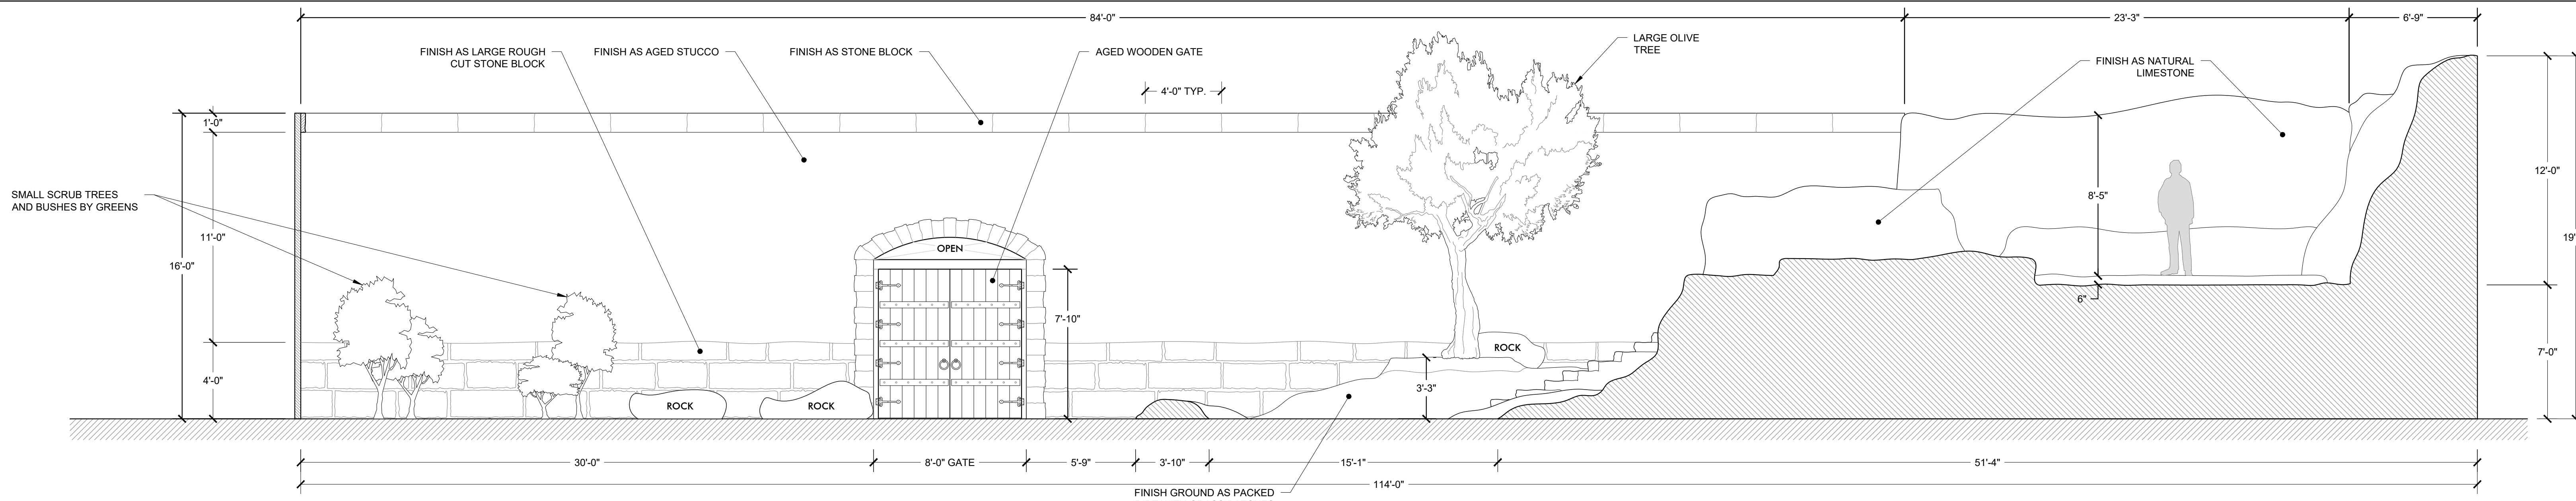 84'-0"
23'-3"
6'-9"
FINISH AS LARGE ROUGH
CUT STONE BLOCK
FINISH AS AGED STUCCO
FINISH AS STONE BLOCK
AGED WOODEN GATE
LARGE OLIVE
TREE
FINISH AS NATURAL
LIMESTONE
4'-0" TYP.
1'-0"
SMALL SCRUB TREES
AND BUSHES BY GREENS
11'-0"
16'-0"
4'-0"
OPEN
7'-10"
ROCK
ROCK
ROCK
3'-3"
8'-5"
6"
12'-0"
19'
7'-0"
30'-0"
8'-0" GATE
5'-9"
3'-10"
15'-1"
51'-4"
114'-0"
FINISH GROUND AS PACKED